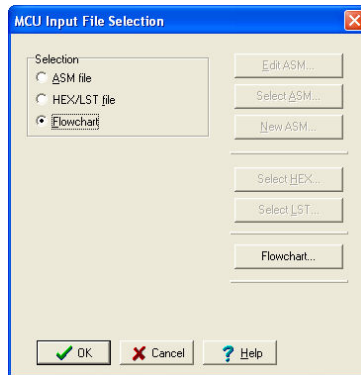 MCU Input File Selection
Selection
ASM file
HEX/LST file
Flowchart
Edit ASM...
Select ASM...
New ASM...
Select HEX...
Select LST...
Flowchart...
OK
Cancel
? Help